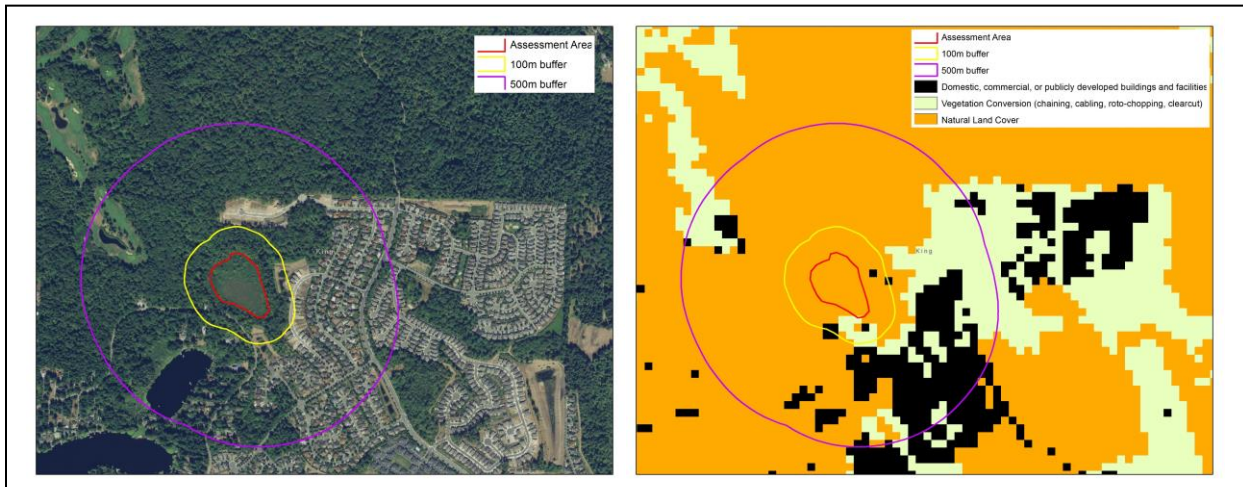 Assessment Area
100m buffer
500m buffer
King
Assessment Area
100m buffer
500m buffer
Domestic, commercial, or publicly developed buildings and facilities
Vegetation Conversion (chaining, cabling, roto-chopping, clearcut)
Natural Land Cover
King